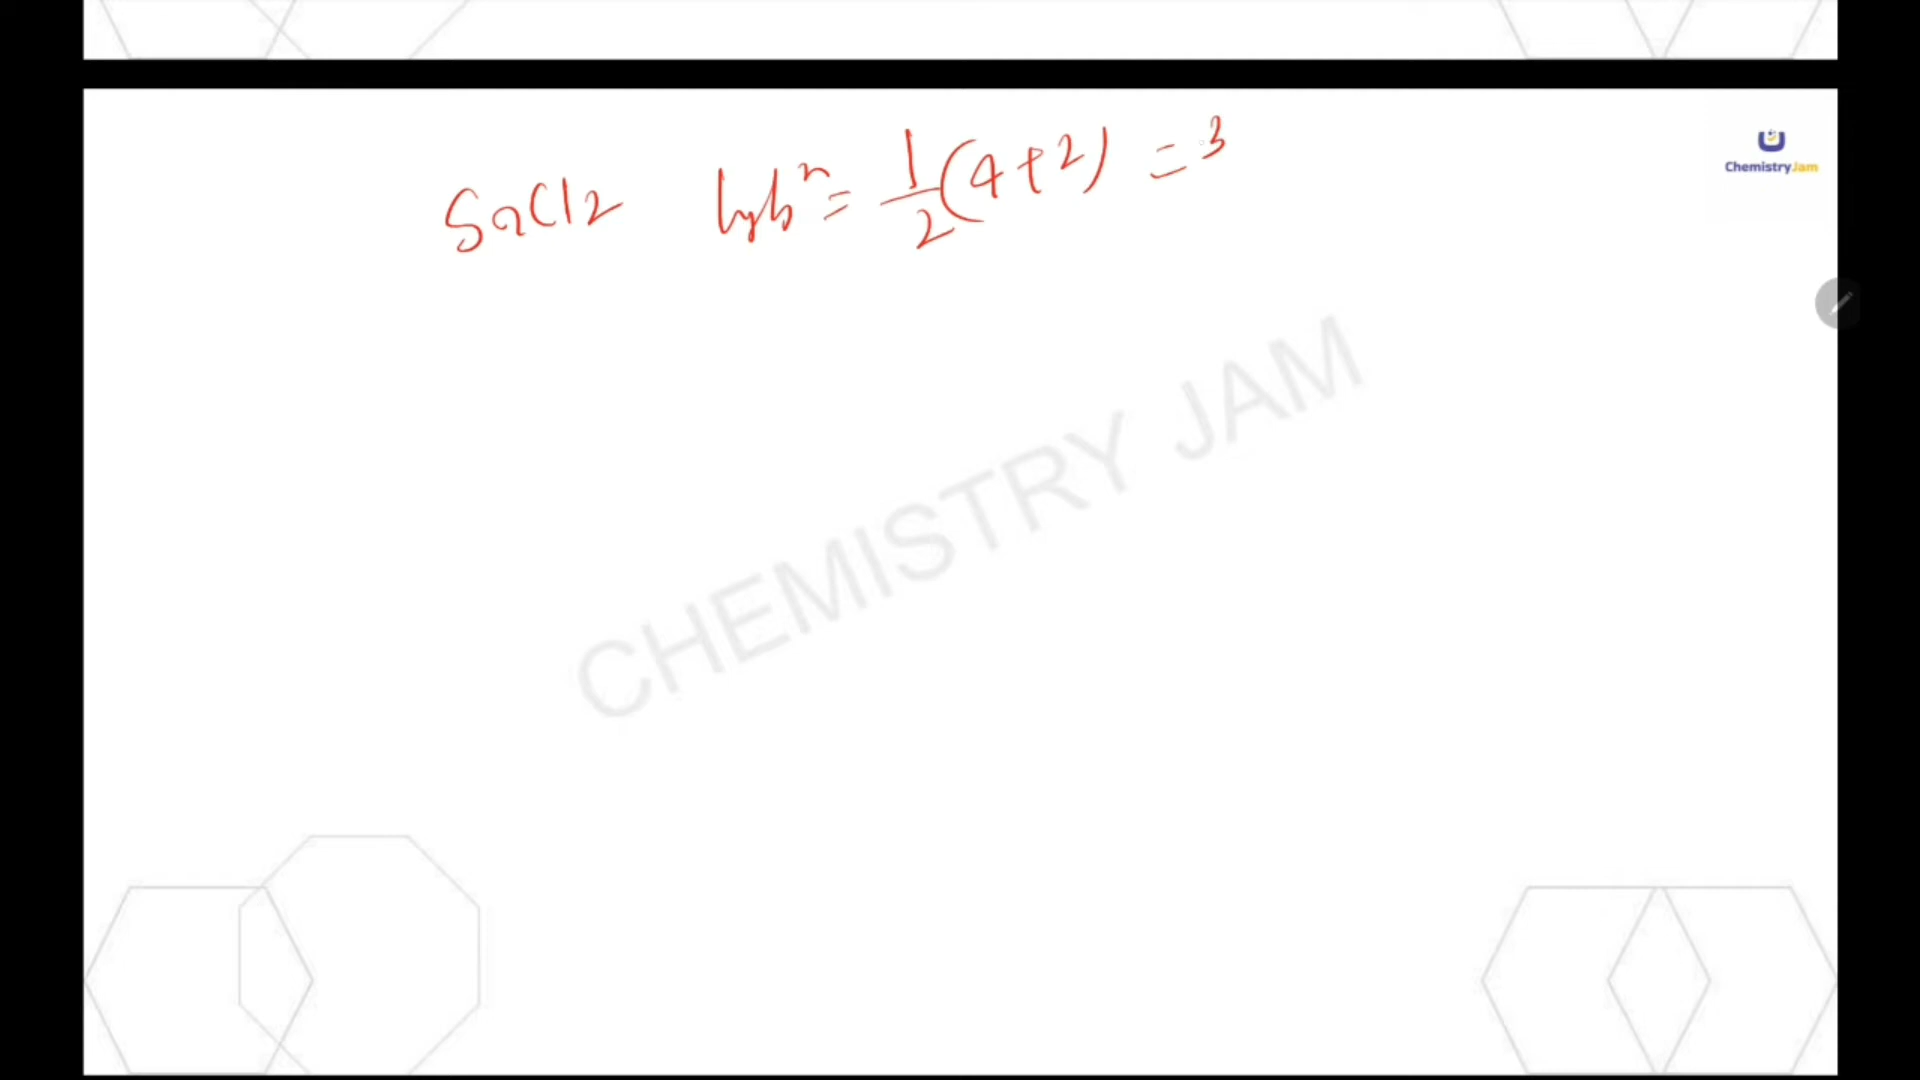 SnCl2 hybⁿ = 1/2 (4+2) = 3
ChemistryJam
CHEMISTRY JAM